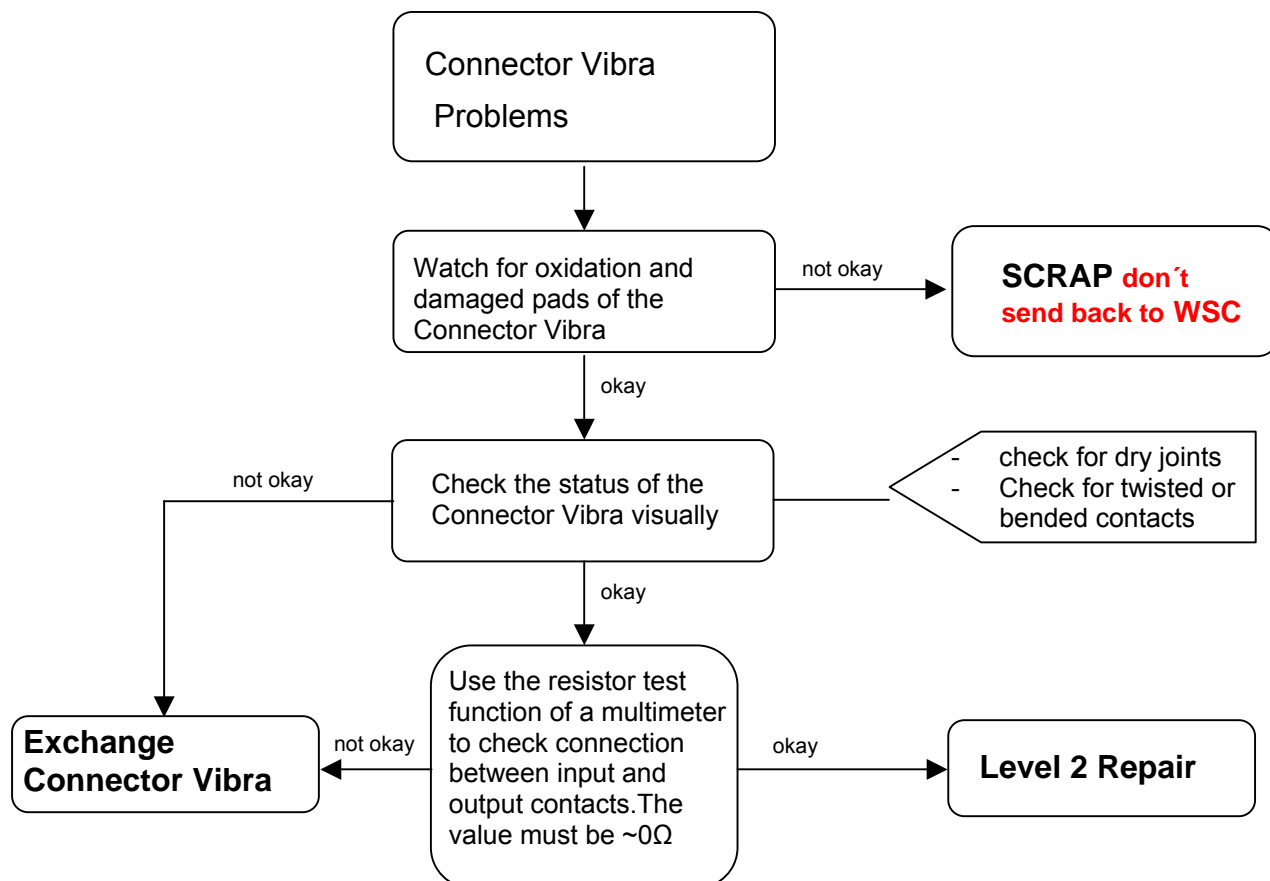 Connector Vibra
Problems
Watch for oxidation and
damaged pads of the
Connector Vibra
not okay
SCRAP don´t
send back to WSC
okay
not okay
Check the status of the
Connector Vibra visually
- check for dry joints
- Check for twisted or
bended contacts
okay
Use the resistor test
function of a multimeter
to check connection
between input and
output contacts.The
value must be ~0Ω
not okay
Exchange
Connector Vibra
okay
Level 2 Repair